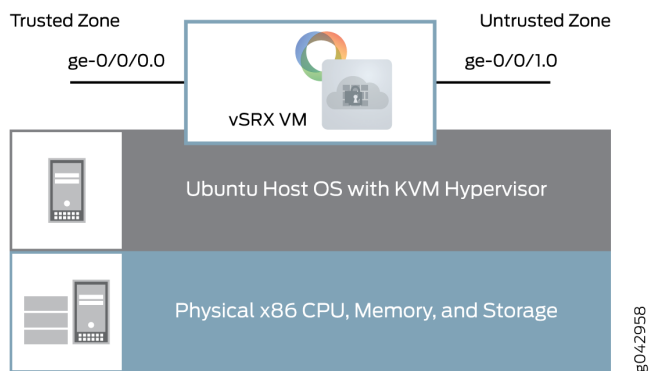 Trusted Zone
Untrusted Zone
ge-0/0/0.0
ge-0/0/1.0
vSRX VM
Ubuntu Host OS with KVM Hypervisor
Physical x86 CPU, Memory, and Storage
g042958